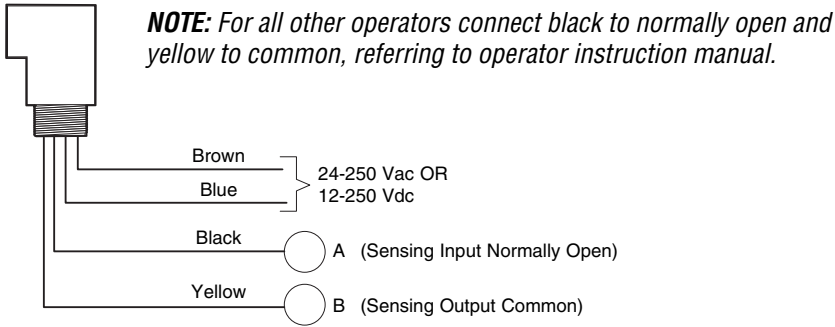 NOTE: For all other operators connect black to normally open and
yellow to common, referring to operator instruction manual.
Brown
24-250 Vac OR
Blue
12-250 Vdc
Black
A (Sensing Input Normally Open)
Yellow
B (Sensing Output Common)